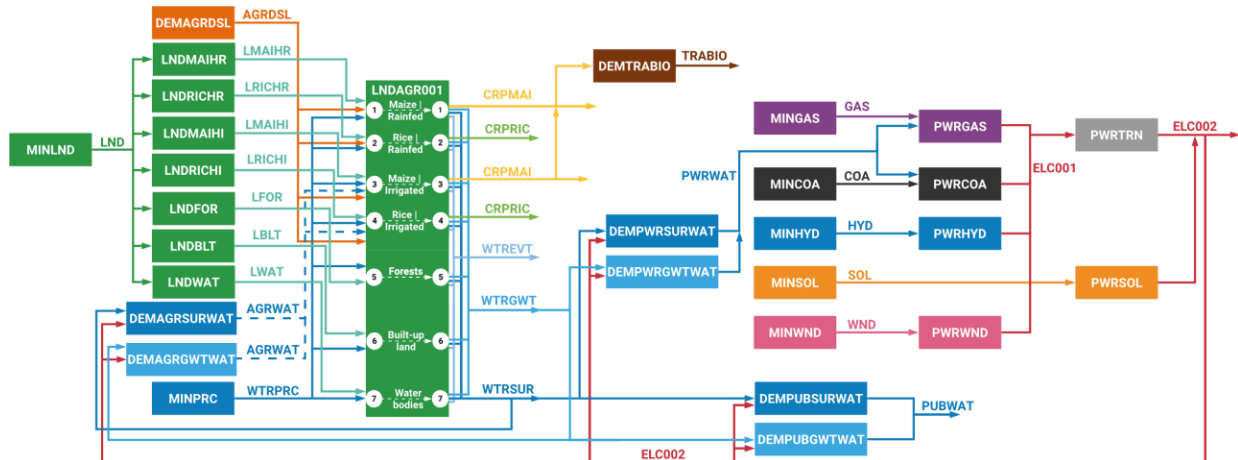 DEMAGRDSL
AGRDSL
LNDMAIHR
LMAIHR
LNDRICHR
LRICHR
LNDMAIHI
LMAIHI
LNDRICHI
LRICHI
LNDFOR
LFOR
LNDBLT
LBLT
LNDWAT
LWAT
MINLND
LND
DEMAGRSURWAT
AGRWAT
DEMAGRGWTWAT
AGRWAT
MINPRC
WTRPRC
LNDAGR001
1
Maize |
Rainfed
1
2
Rice |
Rainfed
2
3
Maize |
Irrigated
3
4
Rice |
Irrigated
4
5
Forests
5
6
Built-up
land
6
7
Water
bodies
7
CRPMAI
CRPRIC
CRPMAI
CRPRIC
WTREVT
WTRGWT
WTRSUR
DEMTRABIO
TRABIO
DEMPWRSURWAT
DEMPWRGWTWAT
PWRWAT
MINGAS
GAS
PWRGAS
MINCOA
COA
PWRCOA
MINHYD
HYD
PWRHYD
MINSOL
SOL
PWRSOL
MINWND
WND
PWRWND
ELC001
PWRTRN
ELC002
DEMPUBSURWAT
DEMPUBGWTWAT
PUBWAT
ELC002